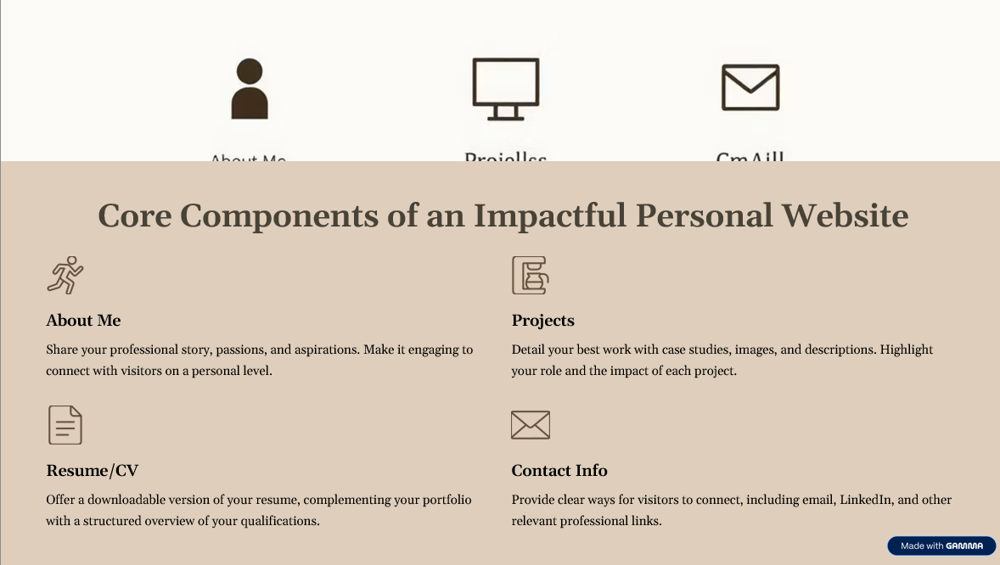 About Me
Projellss
CmAill
Core Components of an Impactful Personal Website
About Me
Projects
Share your professional story, passions, and aspirations. Make it engaging to
connect with visitors on a personal level.
Detail your best work with case studies, images, and descriptions. Highlight
your role and the impact of each project.
Resume/CV
Contact Info
Offer a downloadable version of your resume, complementing your portfolio
with a structured overview of your qualifications.
Provide clear ways for visitors to connect, including email, LinkedIn, and other
relevant professional links.
Made with GAMMA